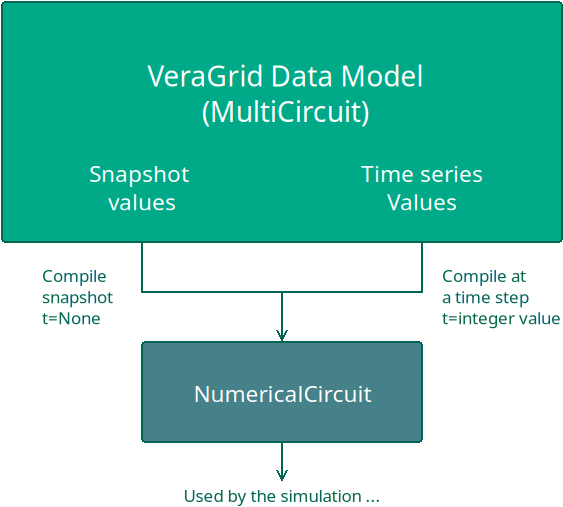 VeraGrid Data Model
(MultiCircuit)
Snapshot
values
Time series
Values
Compile
snapshot
t=None
Compile at
a time step
t=integer value
NumericalCircuit
Used by the simulation ...